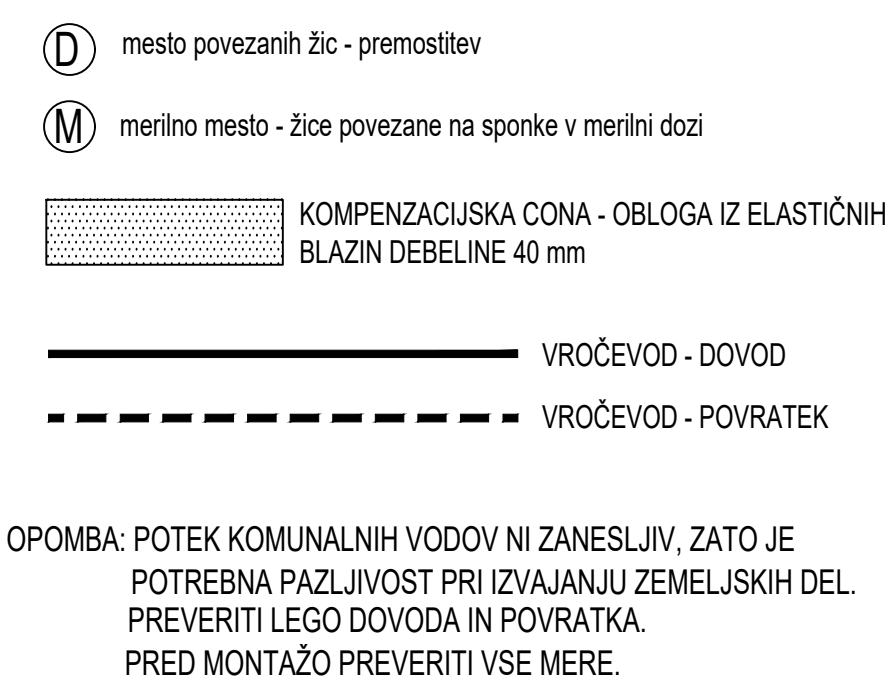 D mesto povezanih žic - premostitev
M merilno mesto - žice povezane na sponke v merilni dozi
KOMPENZACIJSKA CONA - OBLOGA IZ ELASTIČNIH
BLAZIN DEBELINE 40 mm
VROČEVOD - DOVOD
VROČEVOD - POVRATEK
OPOMBA: POTEK KOMUNALNIH VODOV NI ZANESLJIV, ZATO JE
POTREBNA PAZLJIVOST PRI IZVAJANJU ZEMELJSKIH DEL.
PREVERITI LEGO DOVODA IN POVRATKA.
PRED MONTAŽO PREVERITI VSE MERE.